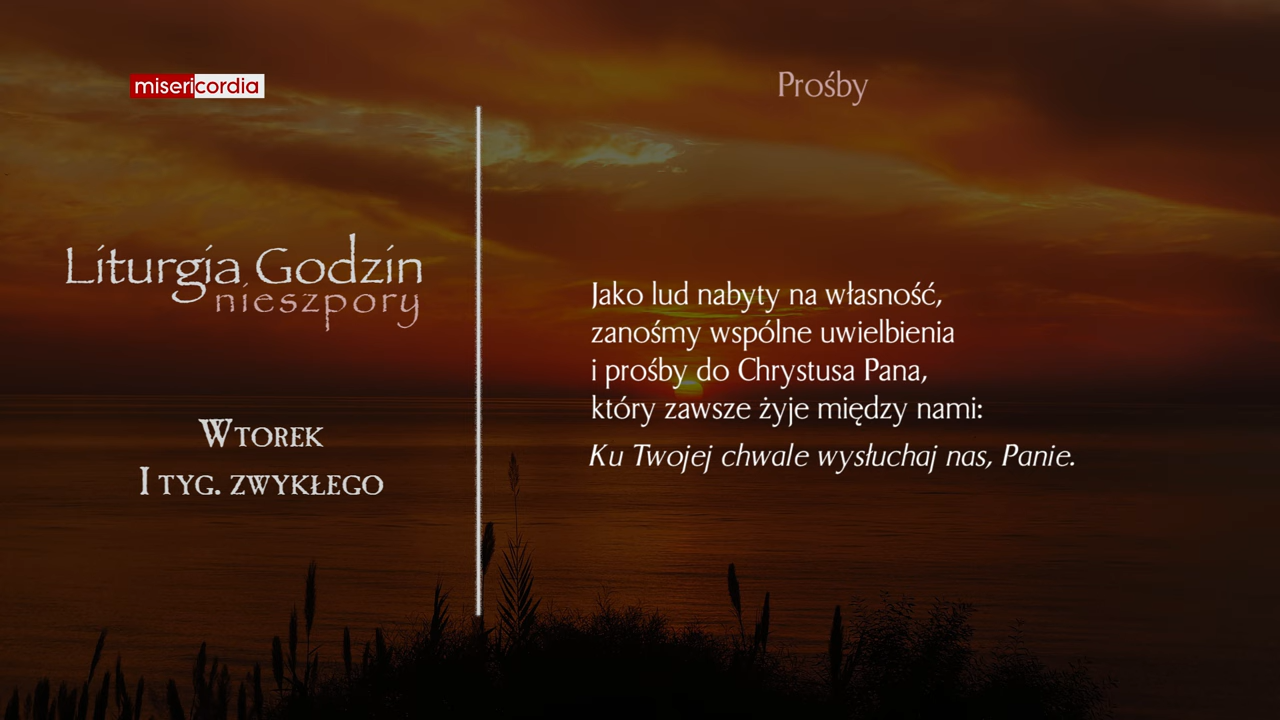 misericordia
Liturgia Godzin
nieszpory
Wtorek
I tyg. zwykłego
Prośby
Jako lud nabyty na własność,
zanośmy wspólne uwielbienia
i prośby do Chrystusa Pana,
który zawsze żyje między nami:
Ku Twojej chwale wysłuchaj nas, Panie.